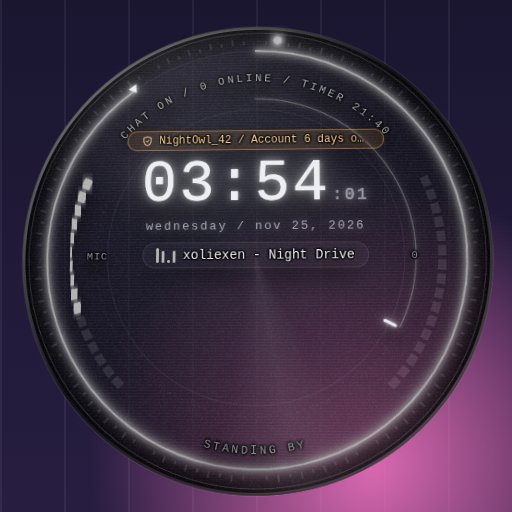 CHAT ON / 0 ONLINE / TIMER 21:40
NightOwl_42 / Account 6 days o…
03:54:01
wednesday / nov 25, 2026
MIC
xoliexen - Night Drive
0
STANDING BY